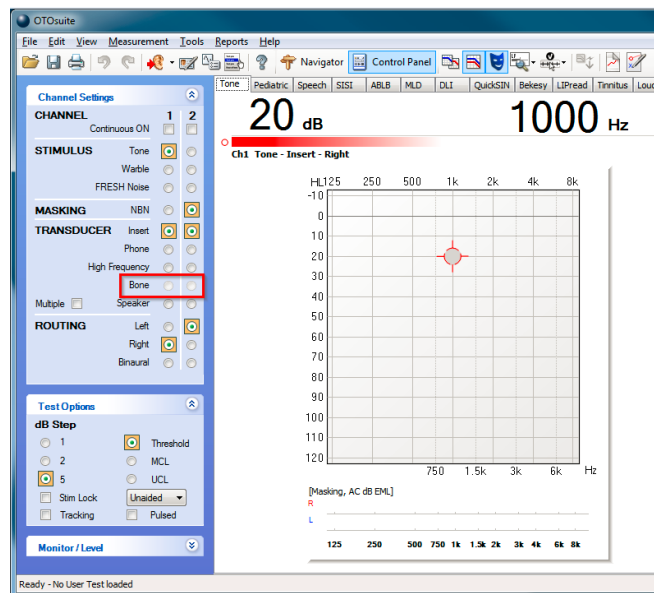 OTOsuite
File Edit View Measurement Tools Reports Help
Navigator Control Panel
Channel Settings
CHANNEL 1 2
Continuous ON
STIMULUS Tone
Warble
FRESH Noise
MASKING NBN
TRANSDUCER Insert
Phone
High Frequency
Bone
Multiple Speaker
ROUTING Left
Right
Binaural
Test Options
dB Step
1 Threshold
2 MCL
5 UCL
Stim Lock Unaided
Tracking Pulsed
Monitor / Level
Tone Pediatric Speech SISI ABLB MLD DLI QuickSIN Bekesy LIPread Tinnitus Loud
20 dB 1000 Hz
Ch1 Tone - Insert - Right
HL 125 250 500 1k 2k 4k 8k
-10
0
10
20
30
40
50
60
70
80
90
100
110
120
750 1.5k 3k 6k Hz
[Masking, AC dB EML]
R
L
125 250 500 750 1k 1.5k 2k 3k 4k 6k 8k
Ready - No User Test loaded